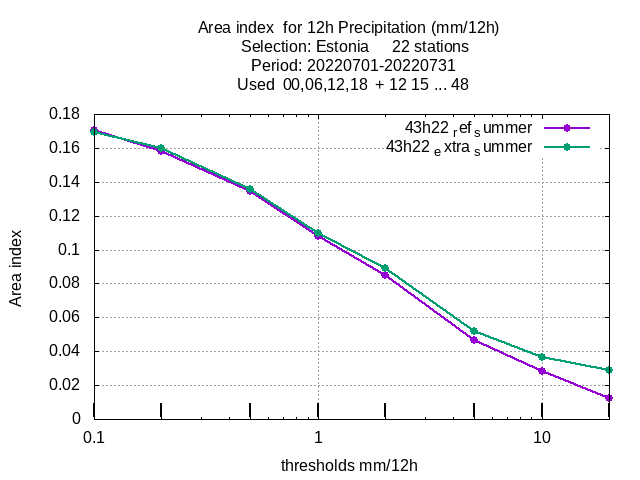 Area index  for 12h Precipitation (mm/12h)
Selection: Estonia     22 stations
Period: 20220701-20220731
Used  00,06,12,18  + 12 15 ... 48
0.18
0.16
0.14
0.12
0.1
0.08
0.06
0.04
0.02
0
Area index
43h22 ref summer
43h22 extra summer
0.1
1
10
thresholds mm/12h